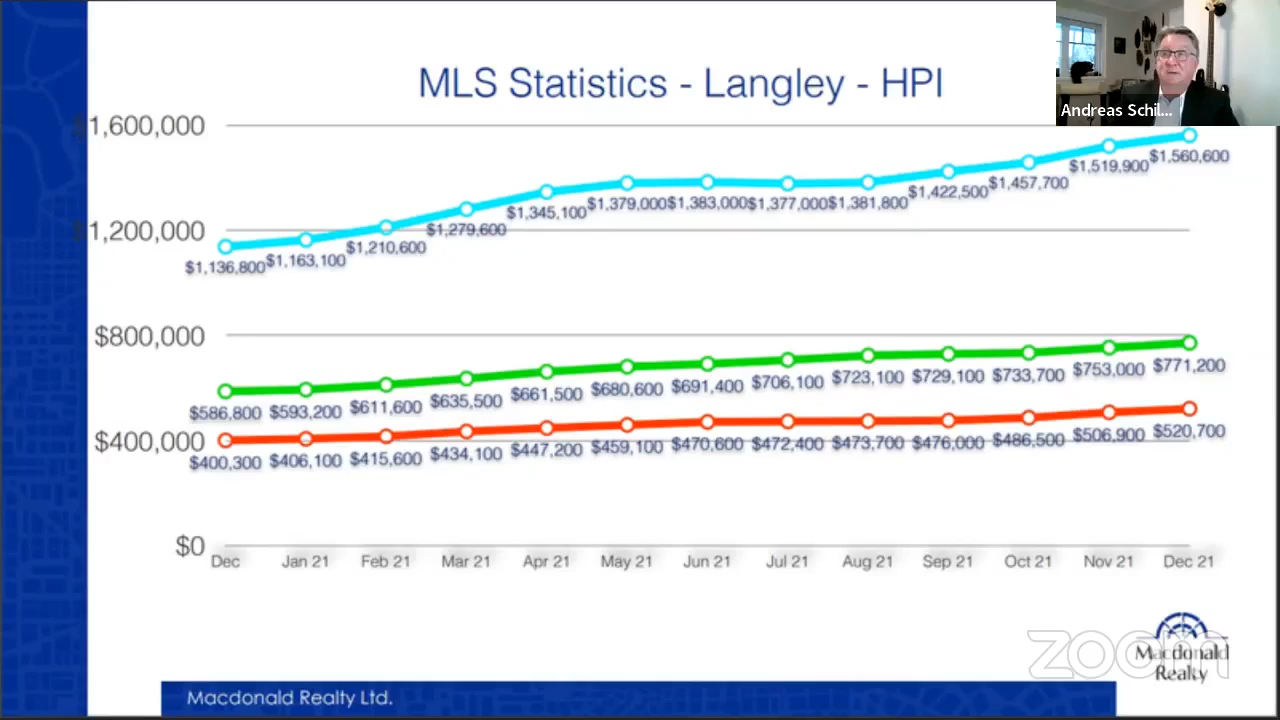 MLS Statistics - Langley - HPI
Andreas Schil...
1,600,000
$1,560,600
$1,519,900
$1,457,700
$1,422,500
$1,345,100 $1,379,000 $1,383,000 $1,377,000 $1,381,800
1,200,000
$1,279,600
$1,210,600
$1,136,800 $1,163,100
$800,000
$586,800 $593,200 $611,600 $635,500 $661,500 $680,600 $691,400 $706,100 $723,100 $729,100 $733,700 $753,000 $771,200
$400,000
$400,300 $406,100 $415,600 $434,100 $447,200 $459,100 $470,600 $472,400 $473,700 $476,000 $486,500 $506,900 $520,700
$0
Dec Jan 21 Feb 21 Mar 21 Apr 21 May 21 Jun 21 Jul 21 Aug 21 Sep 21 Oct 21 Nov 21 Dec 21
zoom
Macdonald
Realty
Macdonald Realty Ltd.